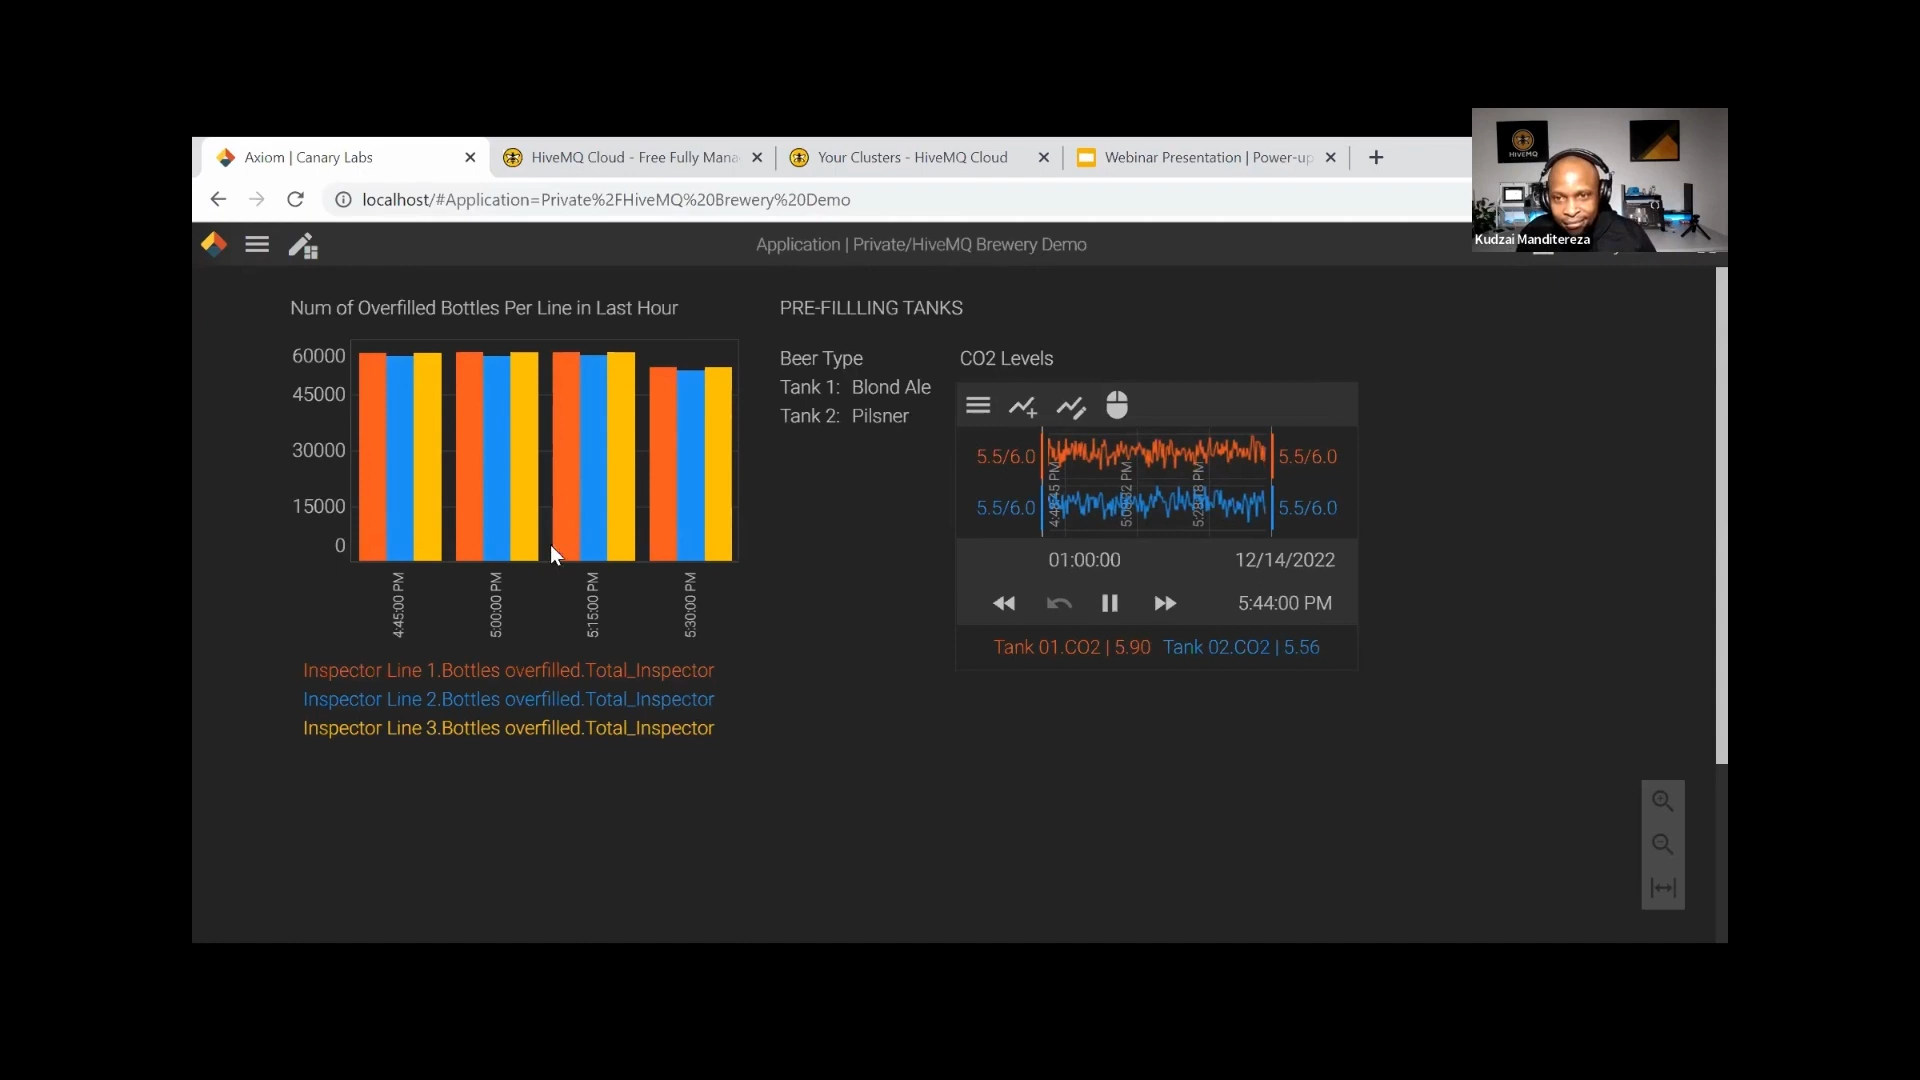 Axiom | Canary Labs
HiveMQ Cloud - Free Fully Mana
Your Clusters - HiveMQ Cloud
Webinar Presentation | Power-up
localhost/#Application=Private%2FHiveMQ%20Brewery%20Demo
HIVEMQ
Kudzai Manditereza
Application | Private/HiveMQ Brewery Demo
Num of Overfilled Bottles Per Line in Last Hour
60000
45000
30000
15000
0
4:45:00 PM
5:00:00 PM
5:15:00 PM
5:30:00 PM
Inspector Line 1.Bottles overfilled.Total_Inspector
Inspector Line 2.Bottles overfilled.Total_Inspector
Inspector Line 3.Bottles overfilled.Total_Inspector
PRE-FILLLING TANKS
Beer Type
Tank 1: Blond Ale
Tank 2: Pilsner
CO2 Levels
5.5/6.0 5.5/6.0
5.5/6.0 5.5/6.0
01:00:00 12/14/2022
5:44:00 PM
Tank 01.CO2 | 5.90 Tank 02.CO2 | 5.56